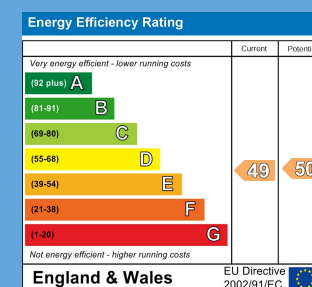 Energy Efficiency Rating
Current Potenti
Very energy efficient - lower running costs
(92 plus) A
(81-91) B
(69-80) C
(55-68) D
(39-54) E
(21-38) F
(1-20) G
49 50
Not energy efficient - higher running costs
England & Wales
EU Directive
2002/91/EC